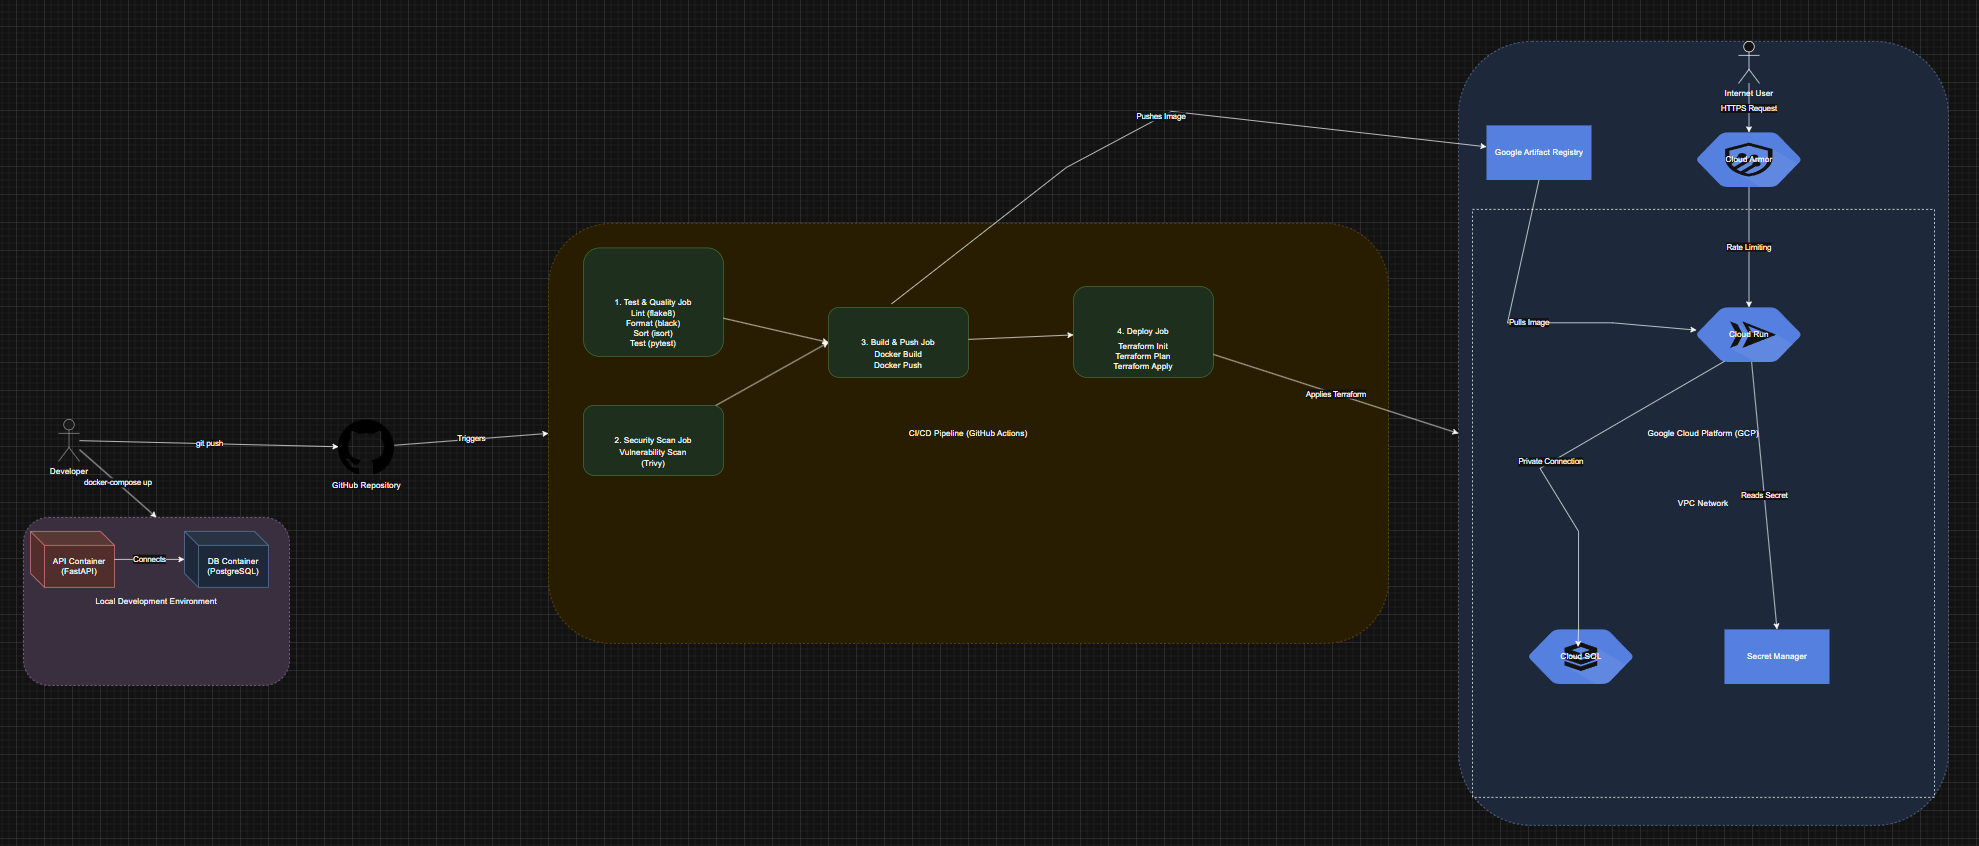 Developer
git push
docker-compose up
GitHub Repository
Triggers
API Container
(FastAPI)
Connects
DB Container
(PostgreSQL)
Local Development Environment
1. Test & Quality Job
Lint (flake8)
Format (black)
Sort (isort)
Test (pytest)
2. Security Scan Job
Vulnerability Scan
(Trivy)
3. Build & Push Job
Docker Build
Docker Push
4. Deploy Job
Terraform Init
Terraform Plan
Terraform Apply
CI/CD Pipeline (GitHub Actions)
Pushes Image
Applies Terraform
Internet User
HTTPS Request
Google Artifact Registry
Cloud Armor
Rate Limiting
Pulls Image
Cloud Run
Google Cloud Platform (GCP)
Private Connection
Reads Secret
VPC Network
Cloud SQL
Secret Manager